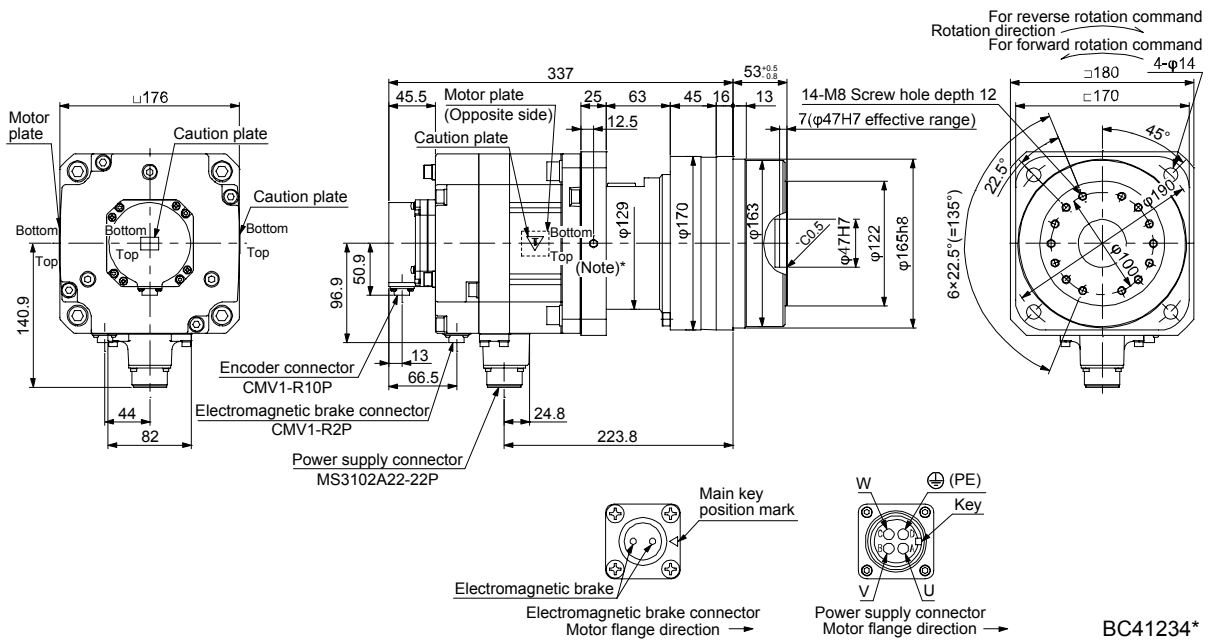 For reverse rotation command
Rotation direction
For forward rotation command
4-φ14
□180
□170
45°
22.5°
6×22.5°(=135°)
φ190
φ100
14-M8 Screw hole depth 12
7(φ47H7 effective range)
337
53 +0.5 -0.8
45.5
Motor plate
(Opposite side)
Caution plate
25
63
45
16
13
12.5
□176
Motor
plate
Caution plate
Caution plate
Bottom
Bottom
Bottom
Top
Top
Top
140.9
44
82
96.9
50.9
Bottom
Top
(Note)*
φ129
φ170
φ163
C0.5
φ47H7
φ122
φ165h8
13
66.5
Encoder connector
CMV1-R10P
Electromagnetic brake connector
CMV1-R2P
24.8
223.8
Power supply connector
MS3102A22-22P
Main key
position mark
Electromagnetic brake
Electromagnetic brake connector
Motor flange direction →
W
(PE)
Key
C
D
B
A
V
U
Power supply connector
Motor flange direction →
BC41234*